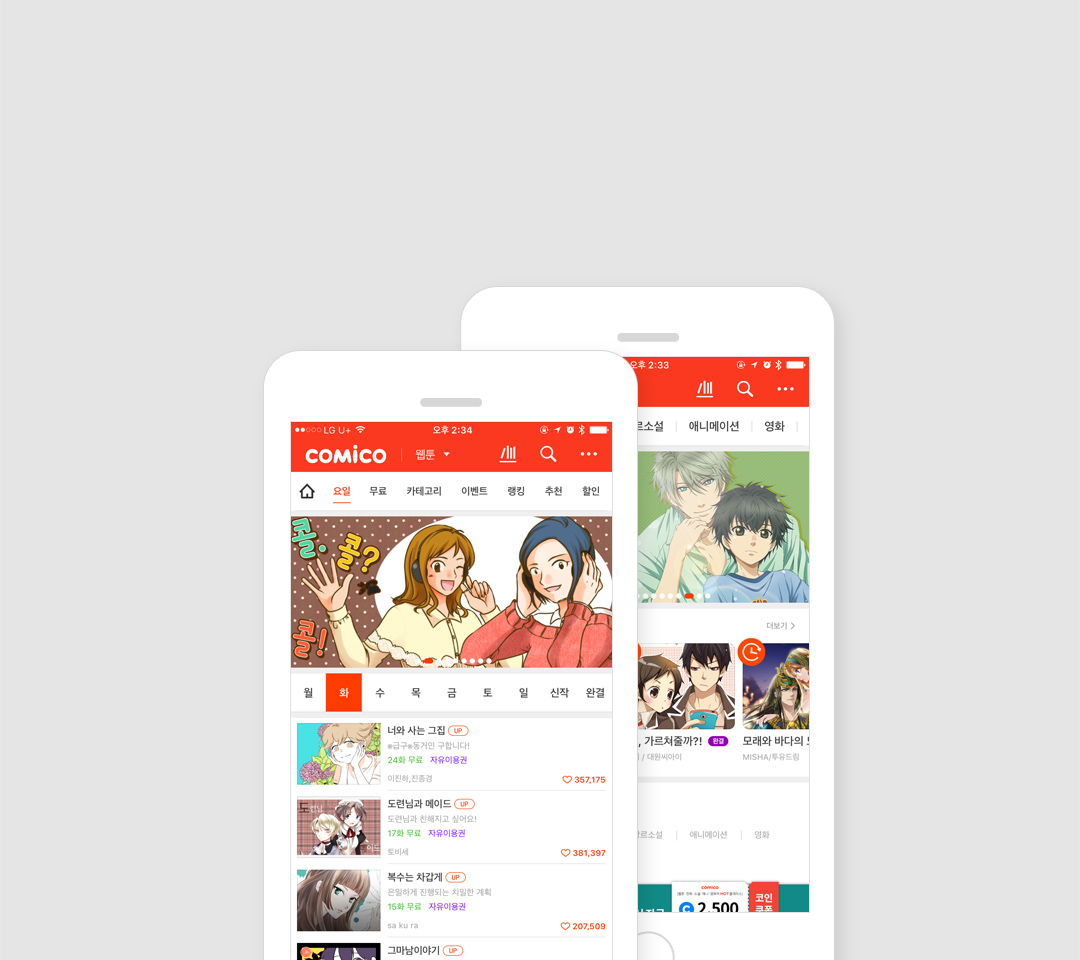 LG U+
오후 2:34
comico
웹툰
요일 무료 카테고리 이벤트 랭킹 추천 할인
콜.
콜?
콜!
월 화 수 목 금 토 일 신작 완결
너와 사는 그집 UP
※급구※동거인 구합니다!
24화 무료 자유이용권
이진하,진종경
357,175
도련님과 메이드 UP
도련님과 친해지고 싶어요!
17화 무료 자유이용권
토비세
381,397
복수는 차갑게 UP
은밀하게 진행되는 치밀한 계획
15화 무료 자유이용권
sa ku ra
207,509
그마남이야기 UP
오후 2:33
르소설 애니메이션 영화
더보기
, 가르쳐줄까?! 완결
/ 대원씨아이
모래와 바다의
MISHA/투유드림
르소설 애니메이션 영화
comico
2,500
코인
쿠폰